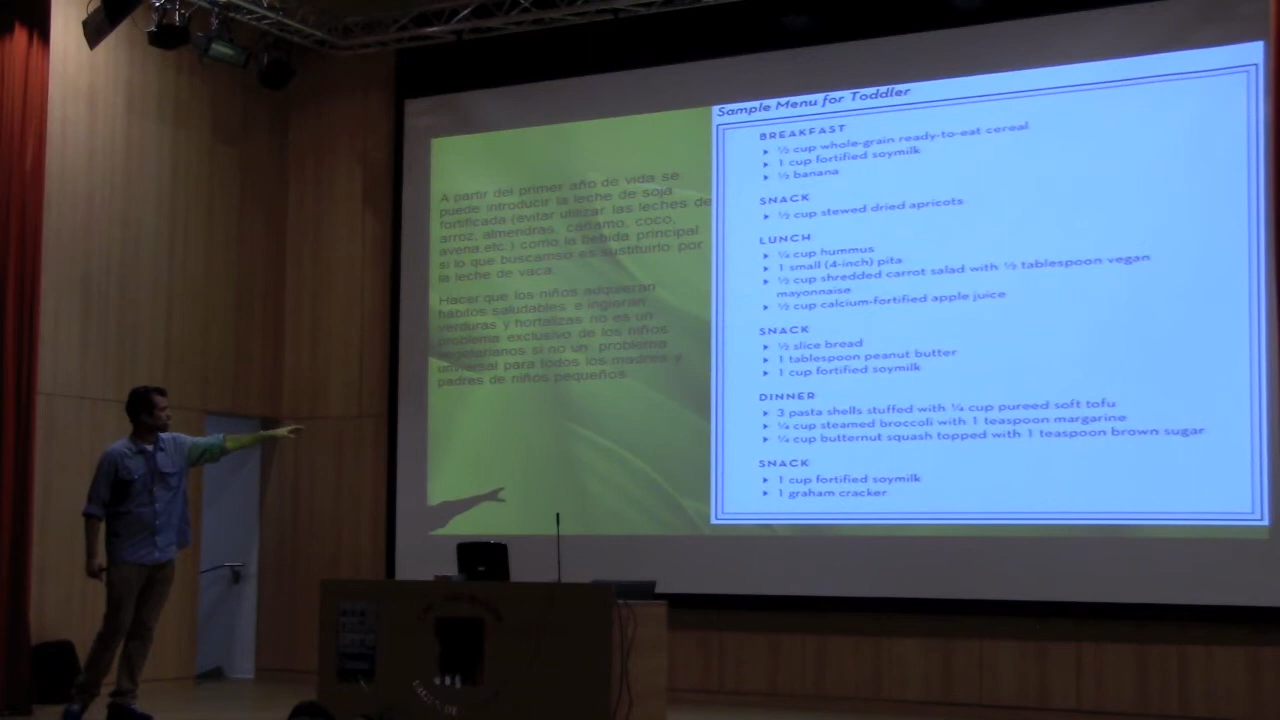 A partir del primer año de vida se
puede introducir la leche de soja
fortificada (evitar utilizar las leches de
arroz, almendras, cáñamo, coco,
avena,etc.) como la bebida principal
si lo que buscamso es sustituirlo por
la leche de vaca.
Hacer que los niños adquieran
hábitos saludables e ingieran
verduras y hortalizas no es un
problema exclusivo de los niños
vegetarianos si no un problema
universal para todos los madres y
padres de niños pequeños
Sample Menu for Toddler
BREAKFAST
▸ ½ cup whole-grain ready-to-eat cereal
▸ 1 cup fortified soymilk
▸ ½ banana
SNACK
▸ ½ cup stewed dried apricots
LUNCH
▸ ¼ cup hummus
▸ 1 small (4-inch) pita
▸ ½ cup shredded carrot salad with ½ tablespoon vegan
mayonnaise
▸ ½ cup calcium-fortified apple juice
SNACK
▸ ½ slice bread
▸ 1 tablespoon peanut butter
▸ 1 cup fortified soymilk
DINNER
▸ 3 pasta shells stuffed with ¼ cup pureed soft tofu
▸ ¼ cup steamed broccoli with 1 teaspoon margarine
▸ ¼ cup butternut squash topped with 1 teaspoon brown sugar
SNACK
▸ 1 cup fortified soymilk
▸ 1 graham cracker